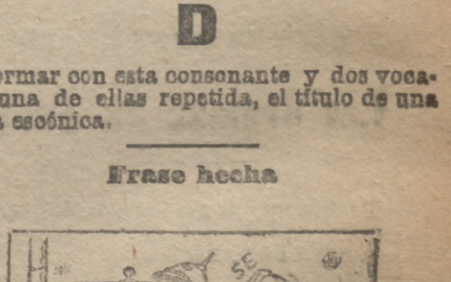 D
ormar con esta consonante y dos voca-
una de ellas repetida, el título de una
a escénica.
Frase hecha
SE